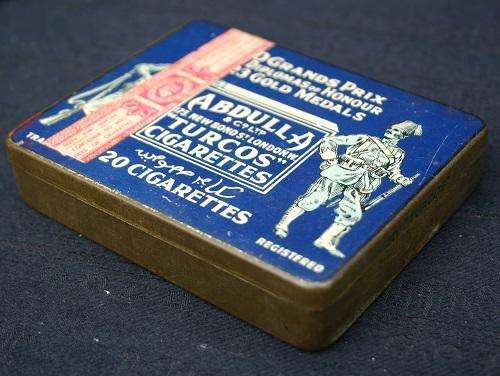 GRANDS PRIX
DIPLOMAS OF HONOUR
3 GOLD MEDALS
ABDULLA
& Co LTD
NEW BOND ST. LONDON W
"TURCOS"
CIGARETTES
20 CIGARETTES
REGISTERED
TRA